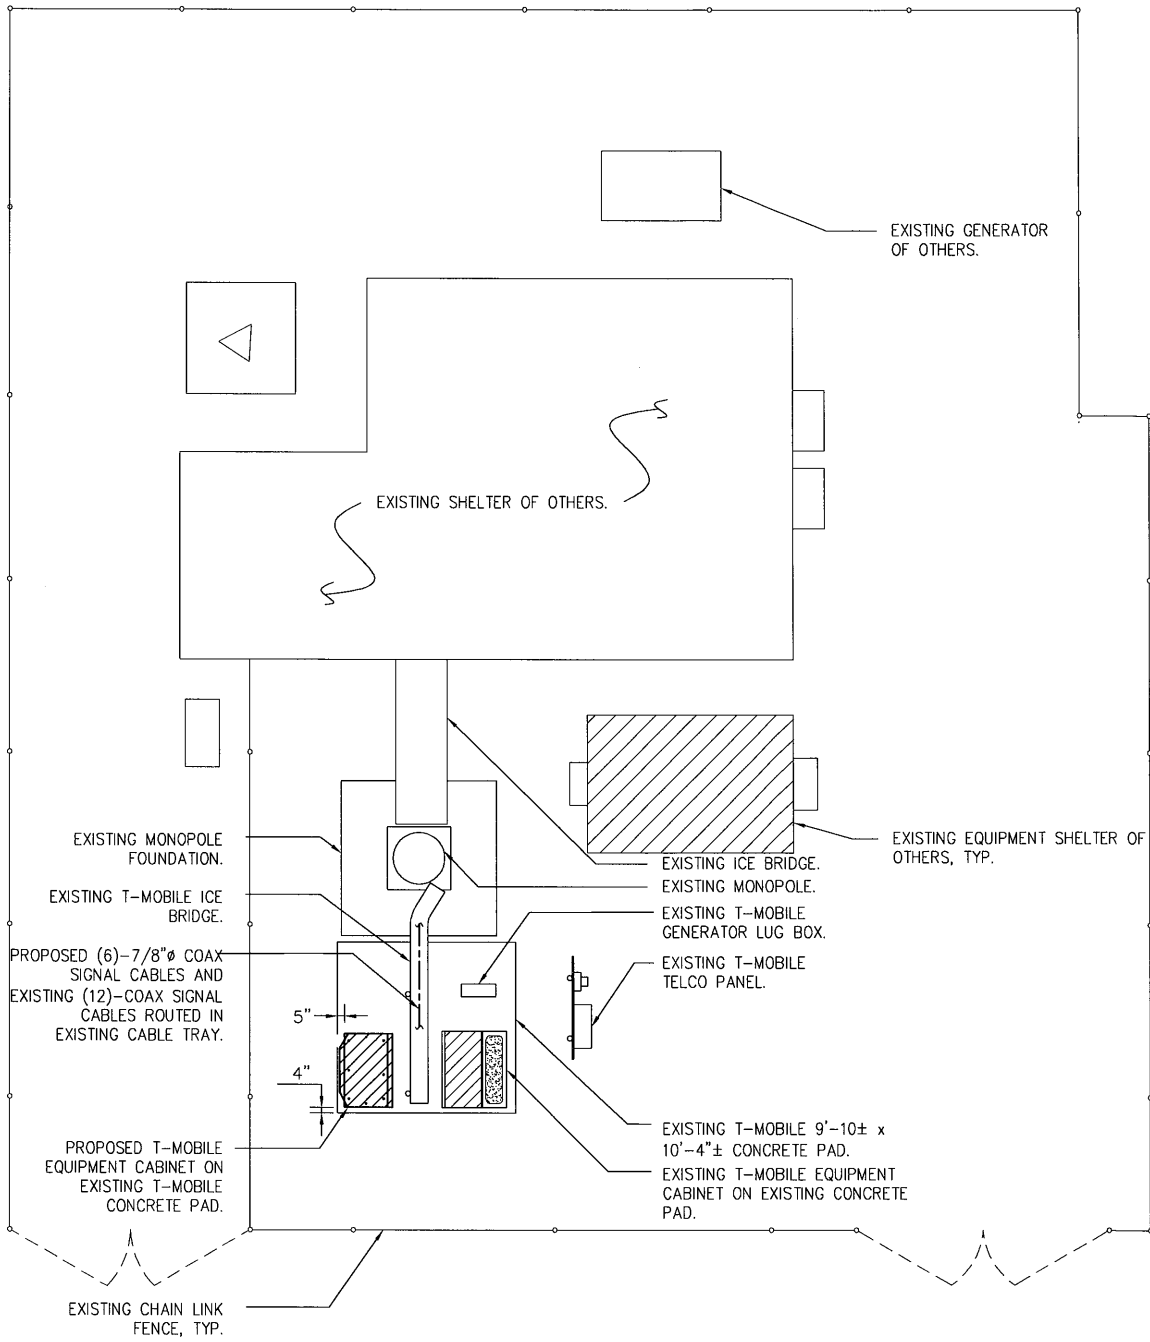 EXISTING GENERATOR
OF OTHERS.
EXISTING SHELTER OF OTHERS.
EXISTING MONOPOLE
FOUNDATION.
EXISTING T-MOBILE ICE
BRIDGE.
PROPOSED (6)-7/8"ø COAX
SIGNAL CABLES AND
EXISTING (12)-COAX SIGNAL
CABLES ROUTED IN
EXISTING CABLE TRAY.
5"
4"
PROPOSED T-MOBILE
EQUIPMENT CABINET ON
EXISTING T-MOBILE
CONCRETE PAD.
EXISTING CHAIN LINK
FENCE, TYP.
EXISTING EQUIPMENT SHELTER OF
OTHERS, TYP.
EXISTING ICE BRIDGE.
EXISTING MONOPOLE.
EXISTING T-MOBILE
GENERATOR LUG BOX.
EXISTING T-MOBILE
TELCO PANEL.
EXISTING T-MOBILE 9'-10± x
10'-4"± CONCRETE PAD.
EXISTING T-MOBILE EQUIPMENT
CABINET ON EXISTING CONCRETE
PAD.